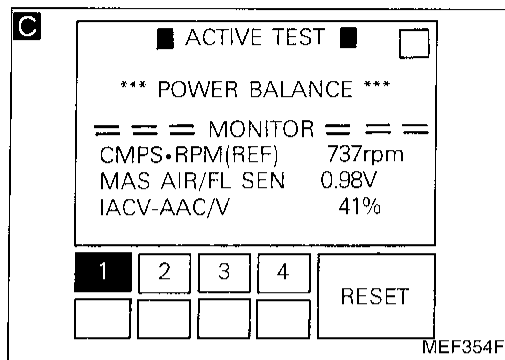 C
■ ACTIVE TEST ■
*** POWER BALANCE ***
= = = MONITOR = = =
CMPS•RPM(REF) 737rpm
MAS AIR/FL SEN 0.98V
IACV-AAC/V 41%
1 2 3 4
RESET
MEF354F